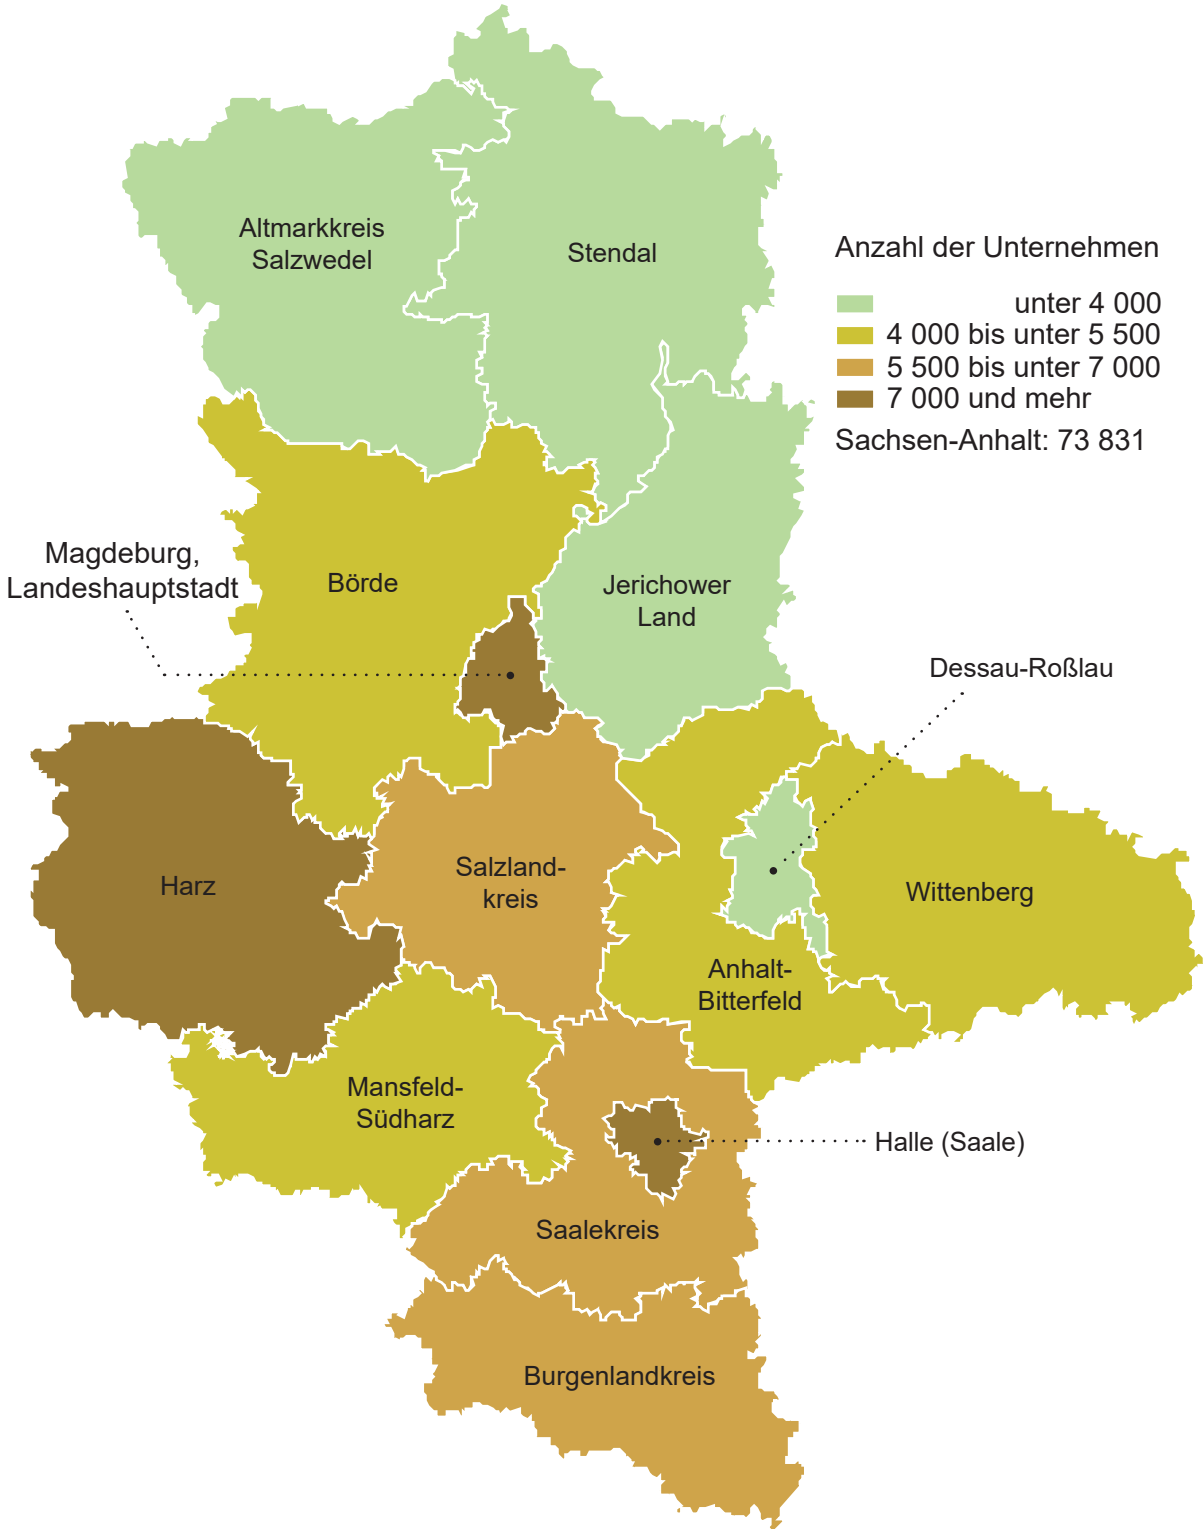 Altmarkkreis
Salzwedel
Stendal
Anzahl der Unternehmen
unter 4 000
4 000 bis unter 5 500
5 500 bis unter 7 000
7 000 und mehr
Sachsen-Anhalt: 73 831
Magdeburg,
Landeshauptstadt
Börde
Jerichower
Land
Dessau-Roßlau
Harz
Salzland-
kreis
Wittenberg
Anhalt-
Bitterfeld
Mansfeld-
Südharz
Halle (Saale)
Saalekreis
Burgenlandkreis